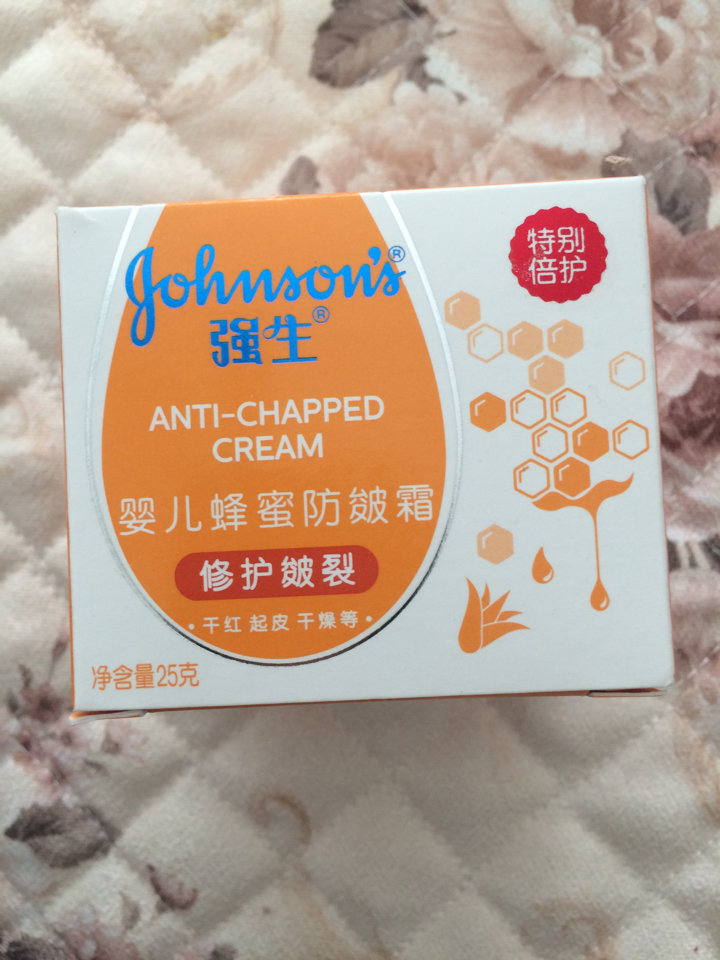 Johnson's®
强生®
特别
倍护
ANTI-CHAPPED
CREAM
婴儿蜂蜜防皴霜
修护皴裂
·干红 起皮 干燥等·
净含量25克